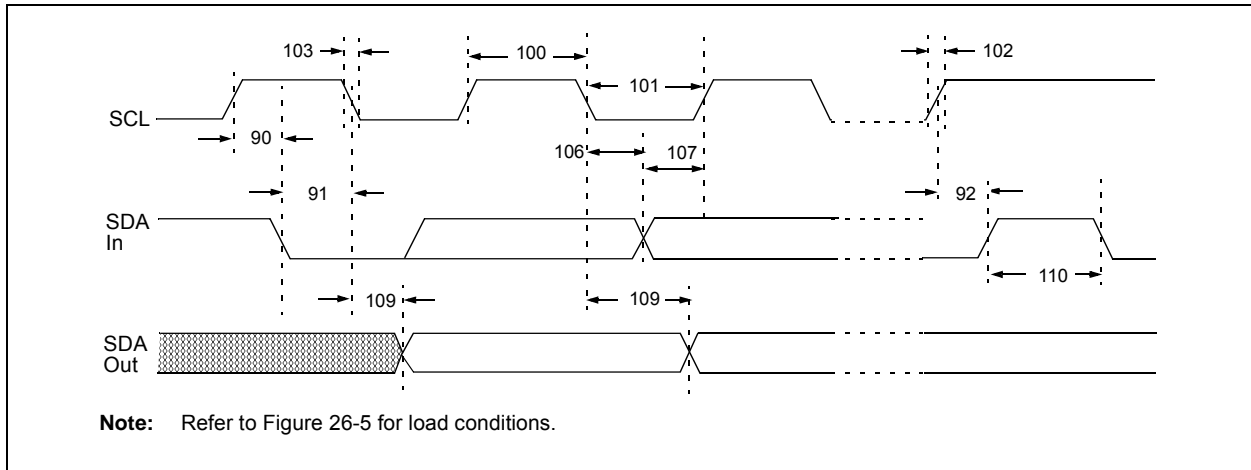 103
100
102
101
SCL
90
106
107
91
92
SDA
In
110
109
109
SDA
Out
Note: Refer to Figure 26-5 for load conditions.